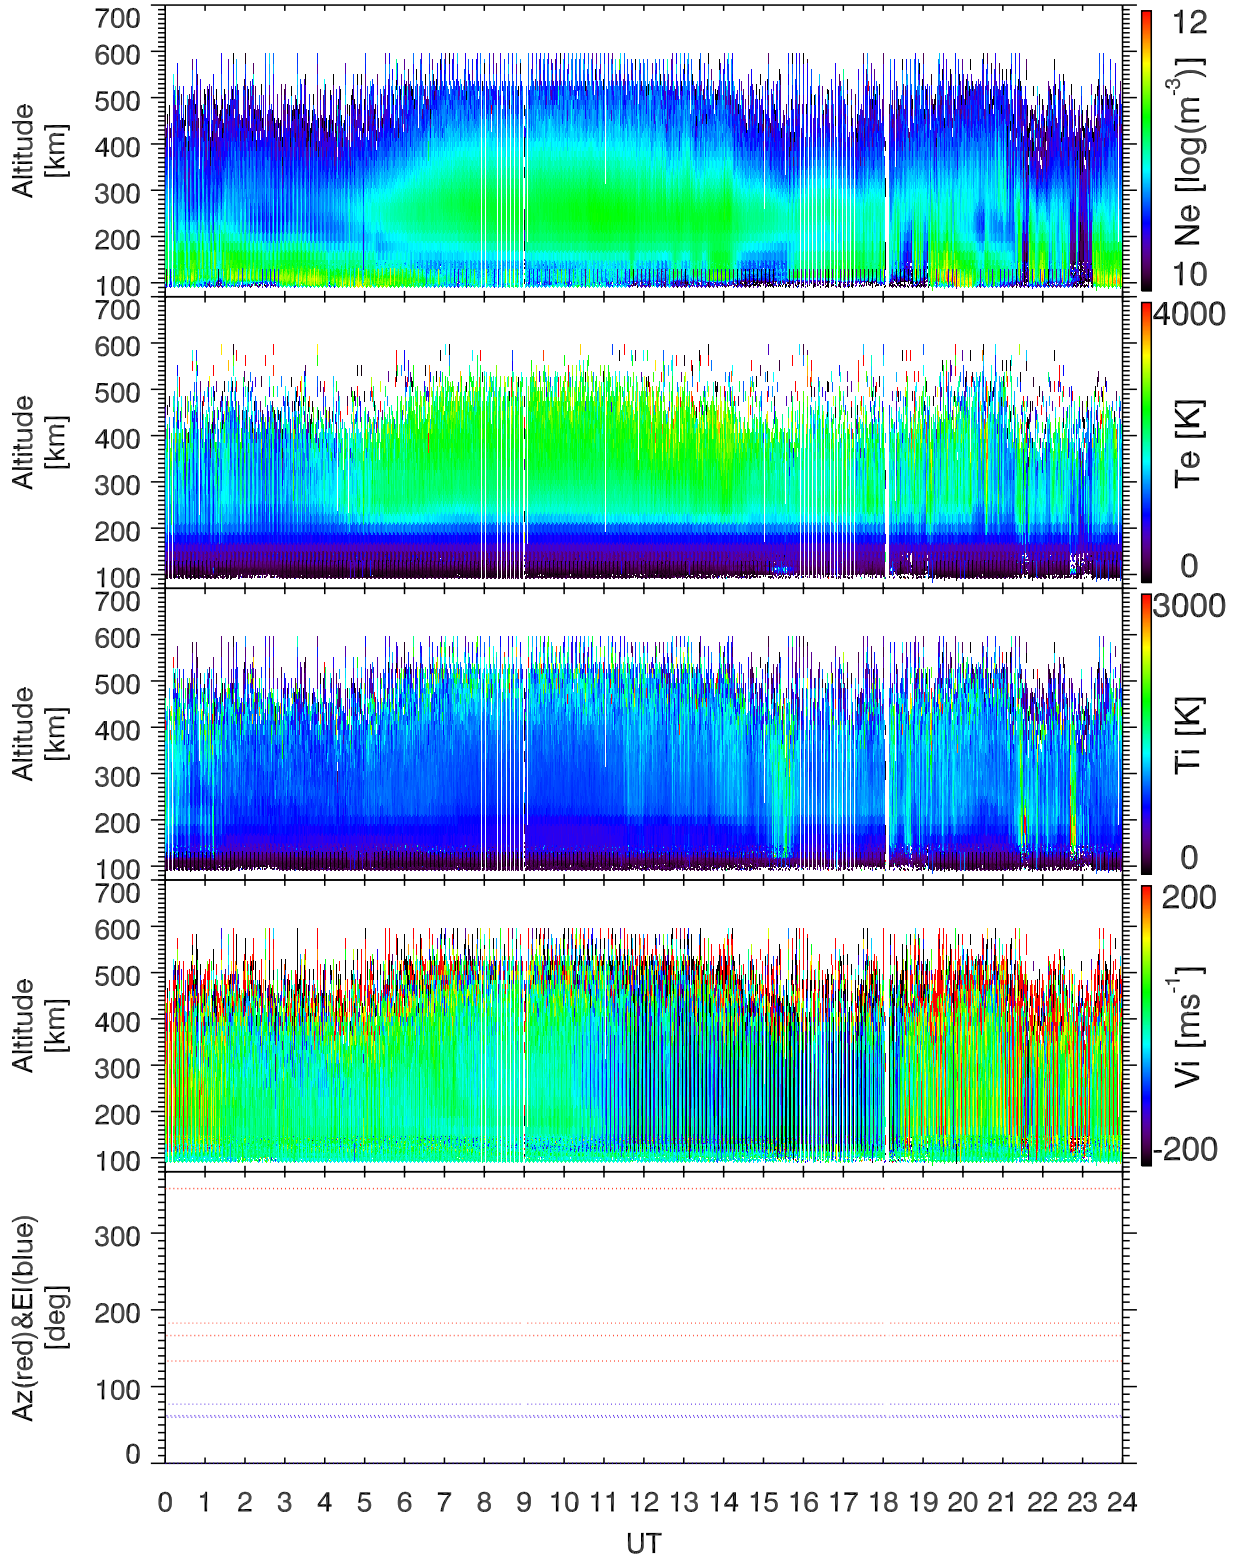 700
600
500
400
300
200
100
Altitude
[km]
12
10
Ne [log(m⁻³)]
700
600
500
400
300
200
100
Altitude
[km]
4000
0
Te [K]
700
600
500
400
300
200
100
Altitude
[km]
3000
0
Ti [K]
700
600
500
400
300
200
100
Altitude
[km]
200
-200
Vi [ms⁻¹]
300
200
100
0
Az(red)&El(blue)
[deg]
0 1 2 3 4 5 6 7 8 9 10 11 12 13 14 15 16 17 18 19 20 21 22 23 24
UT